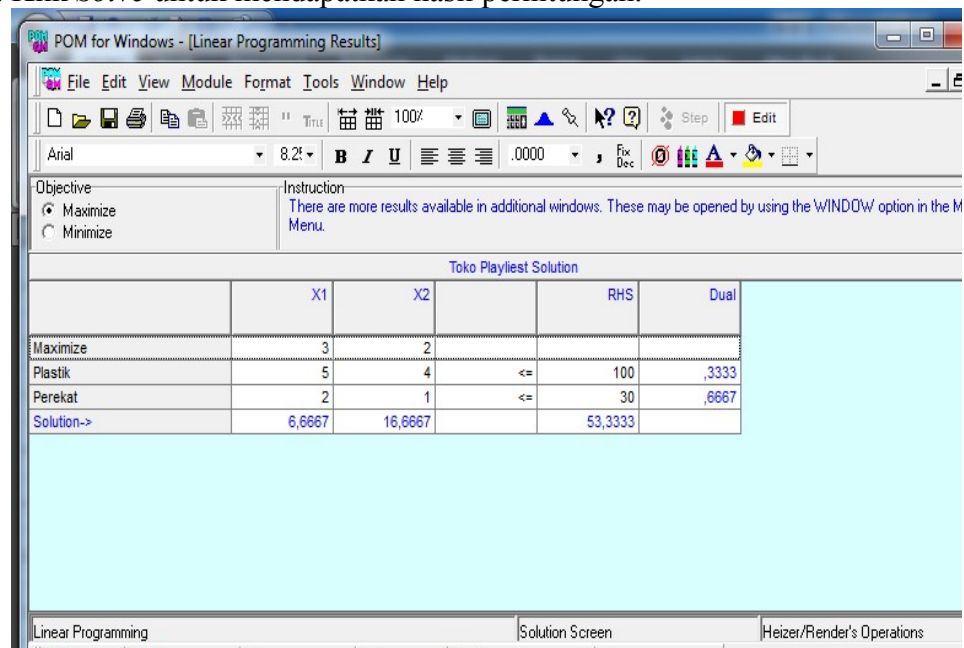 POM for Windows - [Linear Programming Results]
File Edit View Module Format Tools Window Help
TITLE 100% Step Edit
Arial 8.2 B I U .0000 , Fix Dec 0 A
Objective
Maximize
Minimize
Instruction
There are more results available in additional windows. These may be opened by using the WINDOW option in the M
Menu.
Toko Playliest Solution
X1 X2 RHS Dual
Maximize 3 2
Plastik 5 4 <= 100 ,3333
Perekat 2 1 <= 30 ,6667
Solution-> 6,6667 16,6667 53,3333
Linear Programming Solution Screen Heizer/Render's Operations